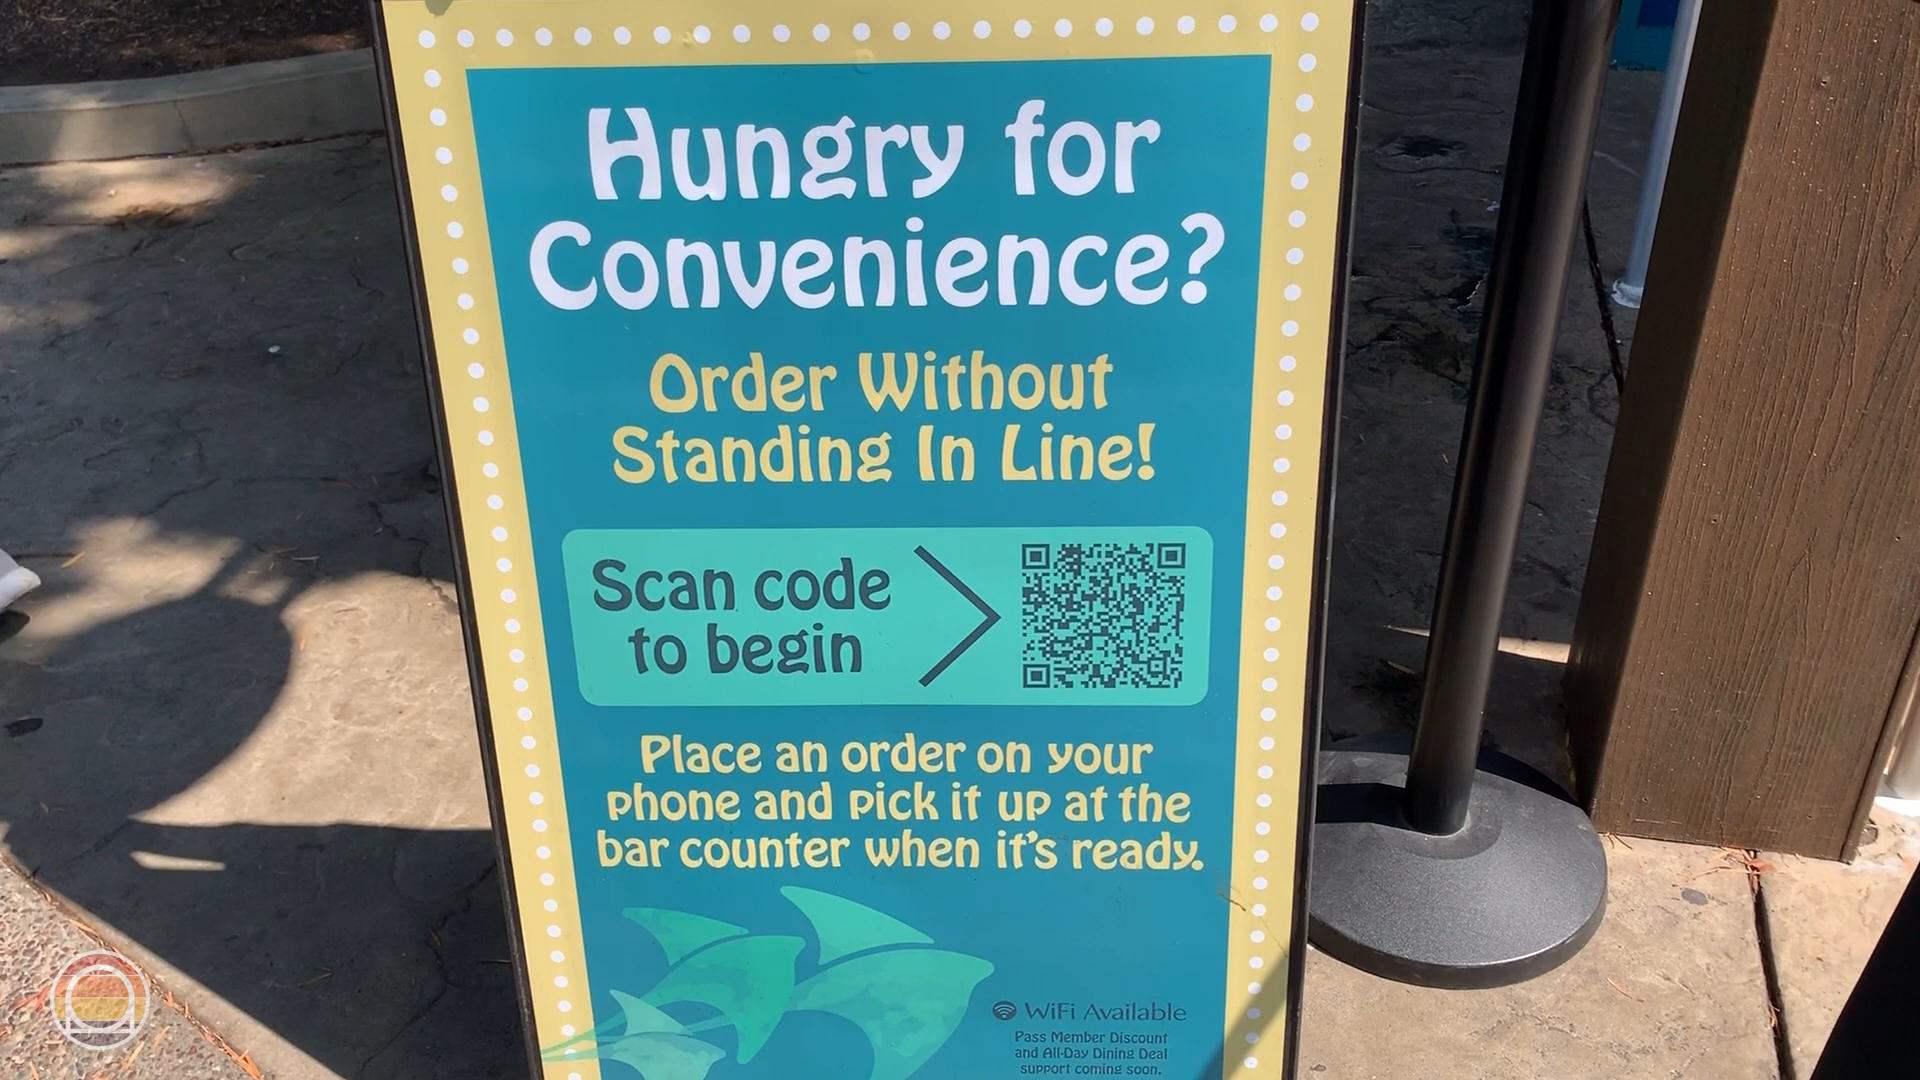 Hungry for
Convenience?
Order Without
Standing In Line!
Scan code
to begin
Place an order on your
phone and pick it up at the
bar counter when it's ready.
WiFi Available
Pass Member Discount
and All-Day Dining Deal
support coming soon.